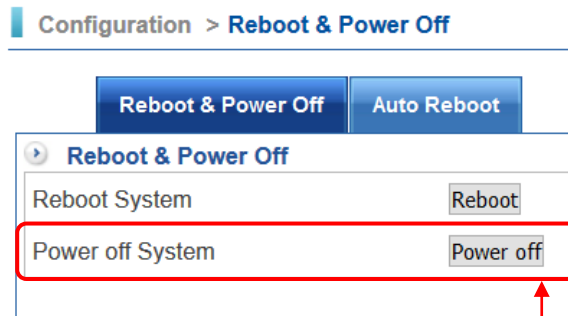 Configuration > Reboot & Power Off
Reboot & Power Off Auto Reboot
Reboot & Power Off
Reboot System Reboot
Power off System Power off